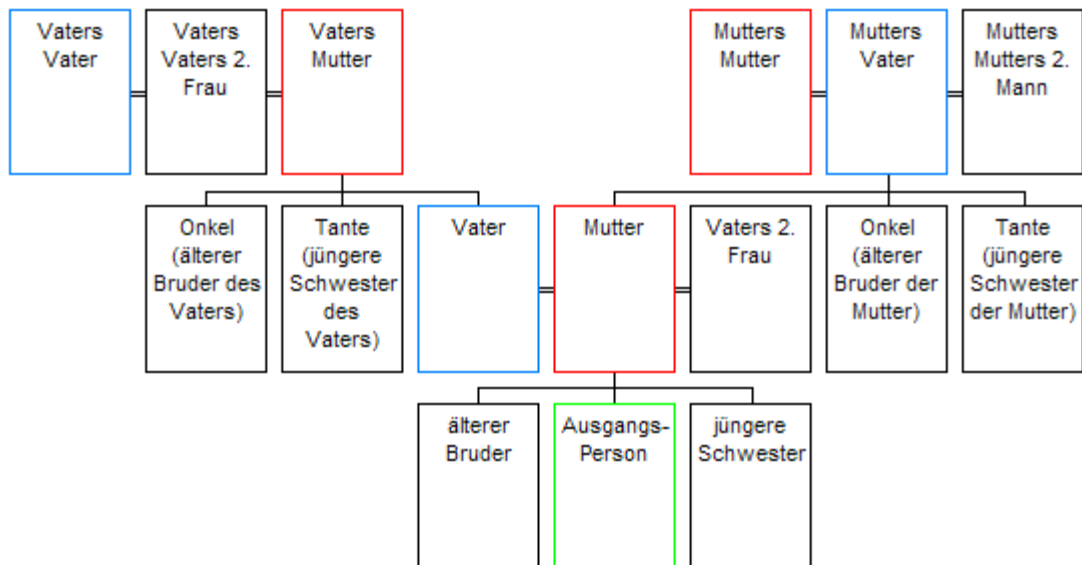 Vaters
Vater
Vaters
Vaters 2.
Frau
Vaters
Mutter
Mutters
Mutter
Mutters
Vater
Mutters
Mutters 2.
Mann
Onkel
(älterer
Bruder des
Vaters)
Tante
(jüngere
Schwester
des
Vaters)
Vater
Mutter
Vaters 2.
Frau
Onkel
(älterer
Bruder der
Mutter)
Tante
(jüngere
Schwester
der Mutter)
älterer
Bruder
Ausgangs-
Person
jüngere
Schwester